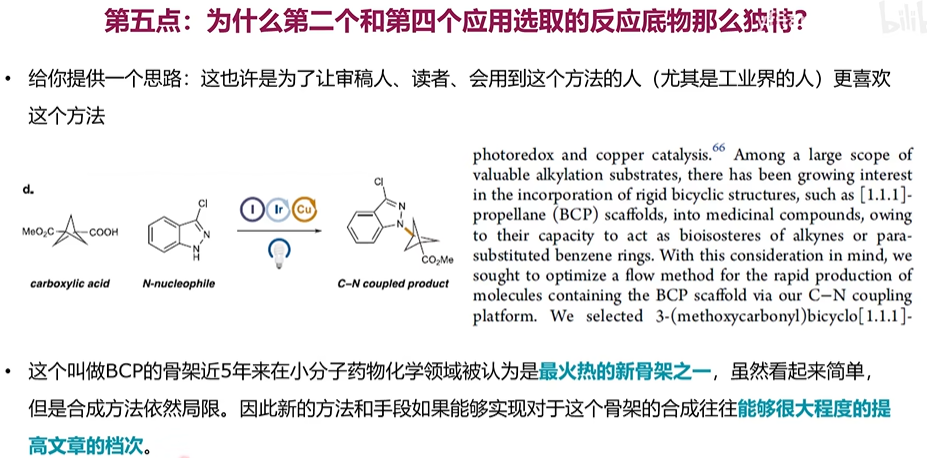 第五点：为什么第二个和第四个应用选取的反应底物那么独特？
bili
• 给你提供一个思路：这也许是为了让审稿人、读者、会用到这个方法的人（尤其是工业界的人）更喜欢
这个方法
d.
MeO₂C
COOH
Cl
N
N
H
I Ir Cu
Cl
N
N
CO₂Me
carboxylic acid
N-nucleophile
C–N coupled product
photoredox and copper catalysis.⁶⁶ Among a large scope of
valuable alkylation substrates, there has been growing interest
in the incorporation of rigid bicyclic structures, such as [1.1.1]-
propellane (BCP) scaffolds, into medicinal compounds, owing
to their capacity to act as bioisosteres of alkynes or para-
substituted benzene rings. With this consideration in mind, we
sought to optimize a flow method for the rapid production of
molecules containing the BCP scaffold via our C−N coupling
platform. We selected 3-(methoxycarbonyl)bicyclo[1.1.1]-
• 这个叫做BCP的骨架近5年来在小分子药物化学领域被认为是最火热的新骨架之一，虽然看起来简单，
但是合成方法依然局限。因此新的方法和手段如果能够实现对于这个骨架的合成往往能够很大程度的提
高文章的档次。